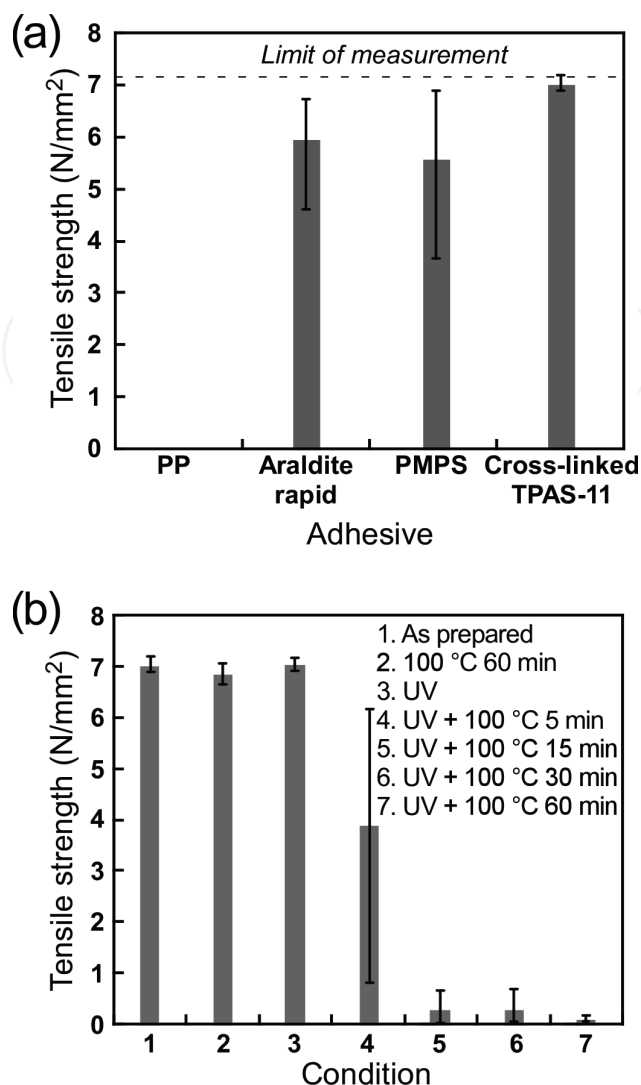 (a)
8
7
6
5
4
3
2
1
0
Tensile strength (N/mm²)
Limit of measurement
PP
Araldite
rapid
PMPS
Cross-linked
TPAS-11
Adhesive
(b)
8
7
6
5
4
3
2
1
0
Tensile strength (N/mm²)
1. As prepared
2. 100 °C 60 min
3. UV
4. UV + 100 °C 5 min
5. UV + 100 °C 15 min
6. UV + 100 °C 30 min
7. UV + 100 °C 60 min
1 2 3 4 5 6 7
Condition